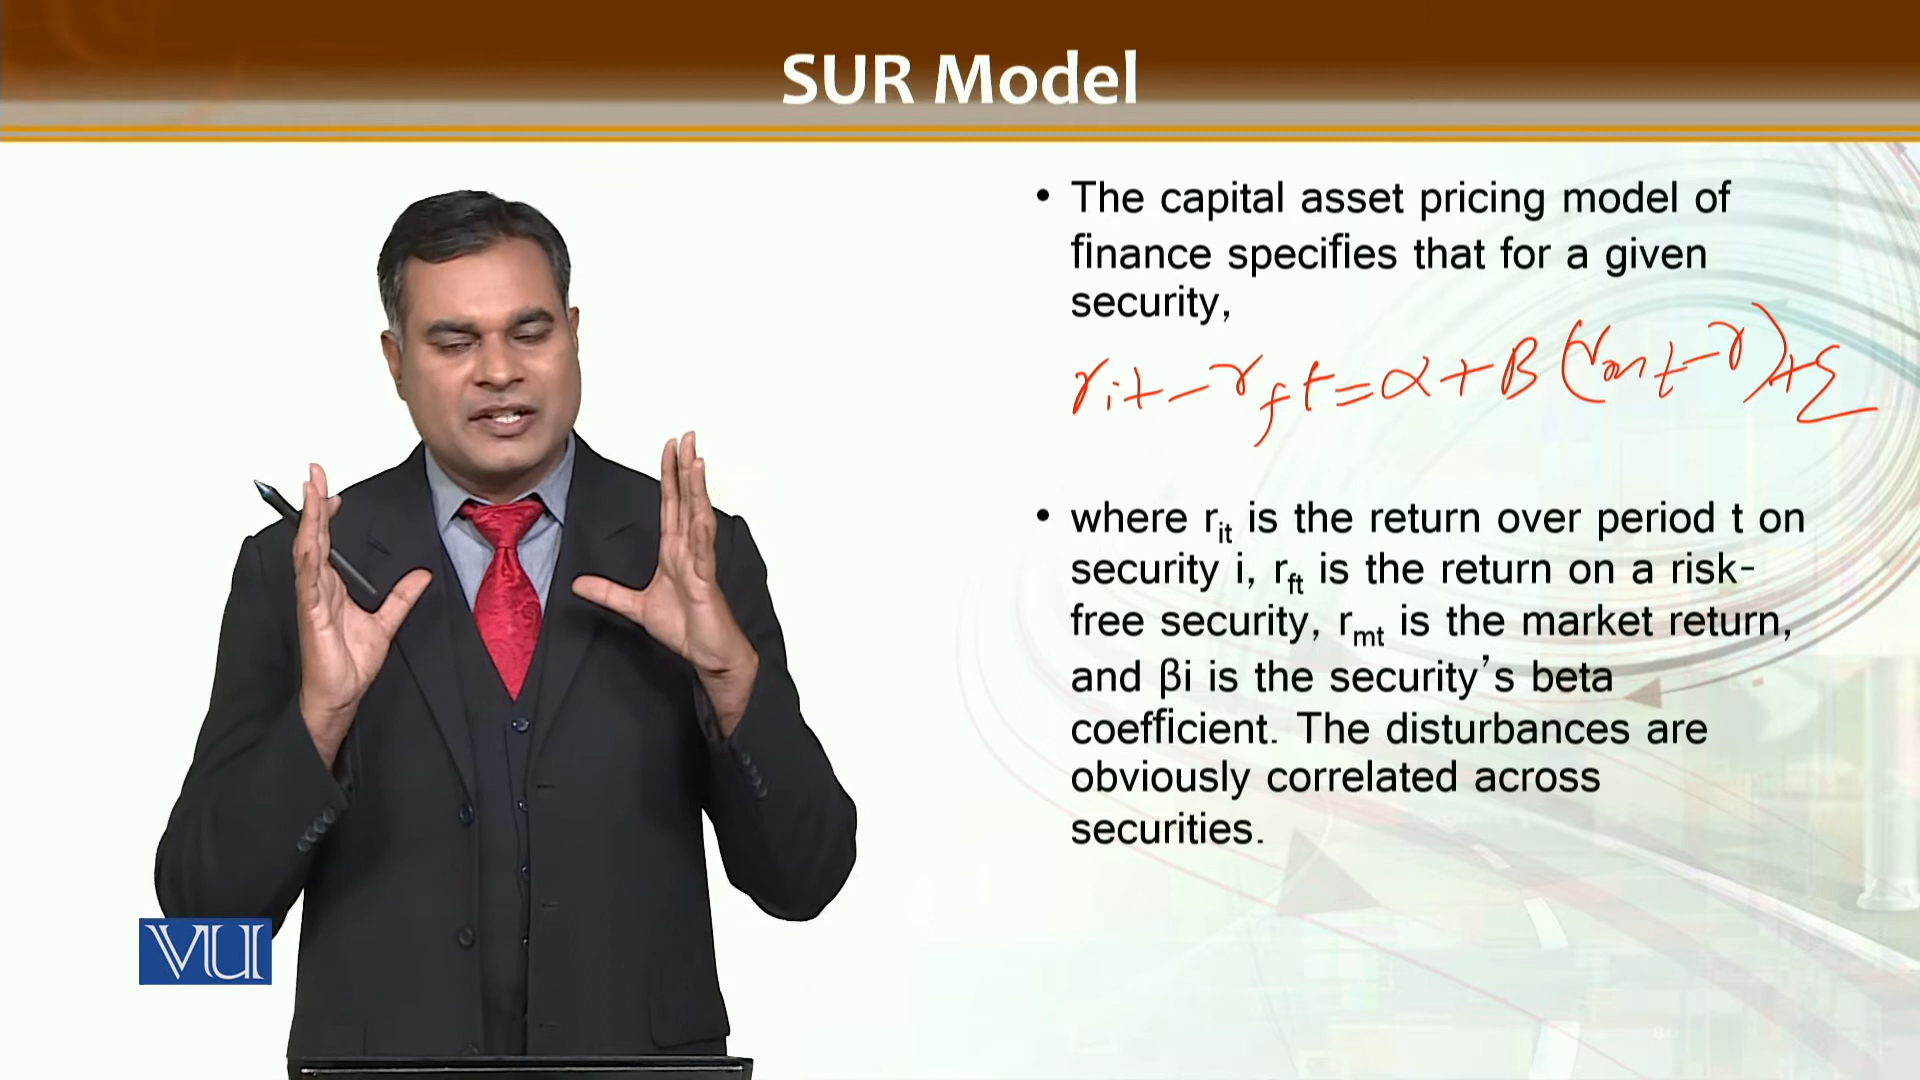 SUR Model
• The capital asset pricing model of
finance specifies that for a given
security,
rit - rft = α + β (rmt - r) + Σ
• where rit is the return over period t on
security i, rft is the return on a risk-
free security, rmt is the market return,
and βi is the security’s beta
coefficient. The disturbances are
obviously correlated across
securities.
VU